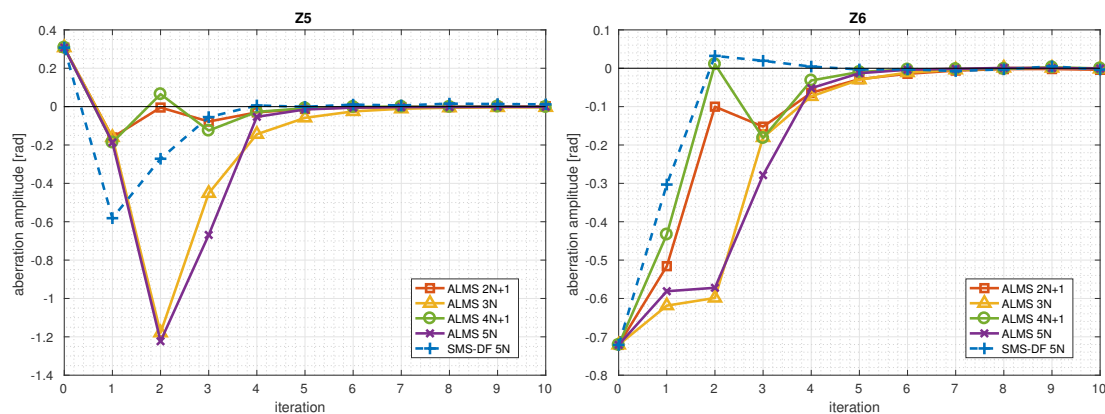 Z5
0.4
0.2
0
-0.2
-0.4
-0.6
-0.8
-1
-1.2
-1.4
aberration amplitude [rad]
0 1 2 3 4 5 6 7 8 9 10
iteration
ALMS 2N+1
ALMS 3N
ALMS 4N+1
ALMS 5N
SMS-DF 5N
Z6
0.1
0
-0.1
-0.2
-0.3
-0.4
-0.5
-0.6
-0.7
-0.8
aberration amplitude [rad]
0 1 2 3 4 5 6 7 8 9 10
iteration
ALMS 2N+1
ALMS 3N
ALMS 4N+1
ALMS 5N
SMS-DF 5N